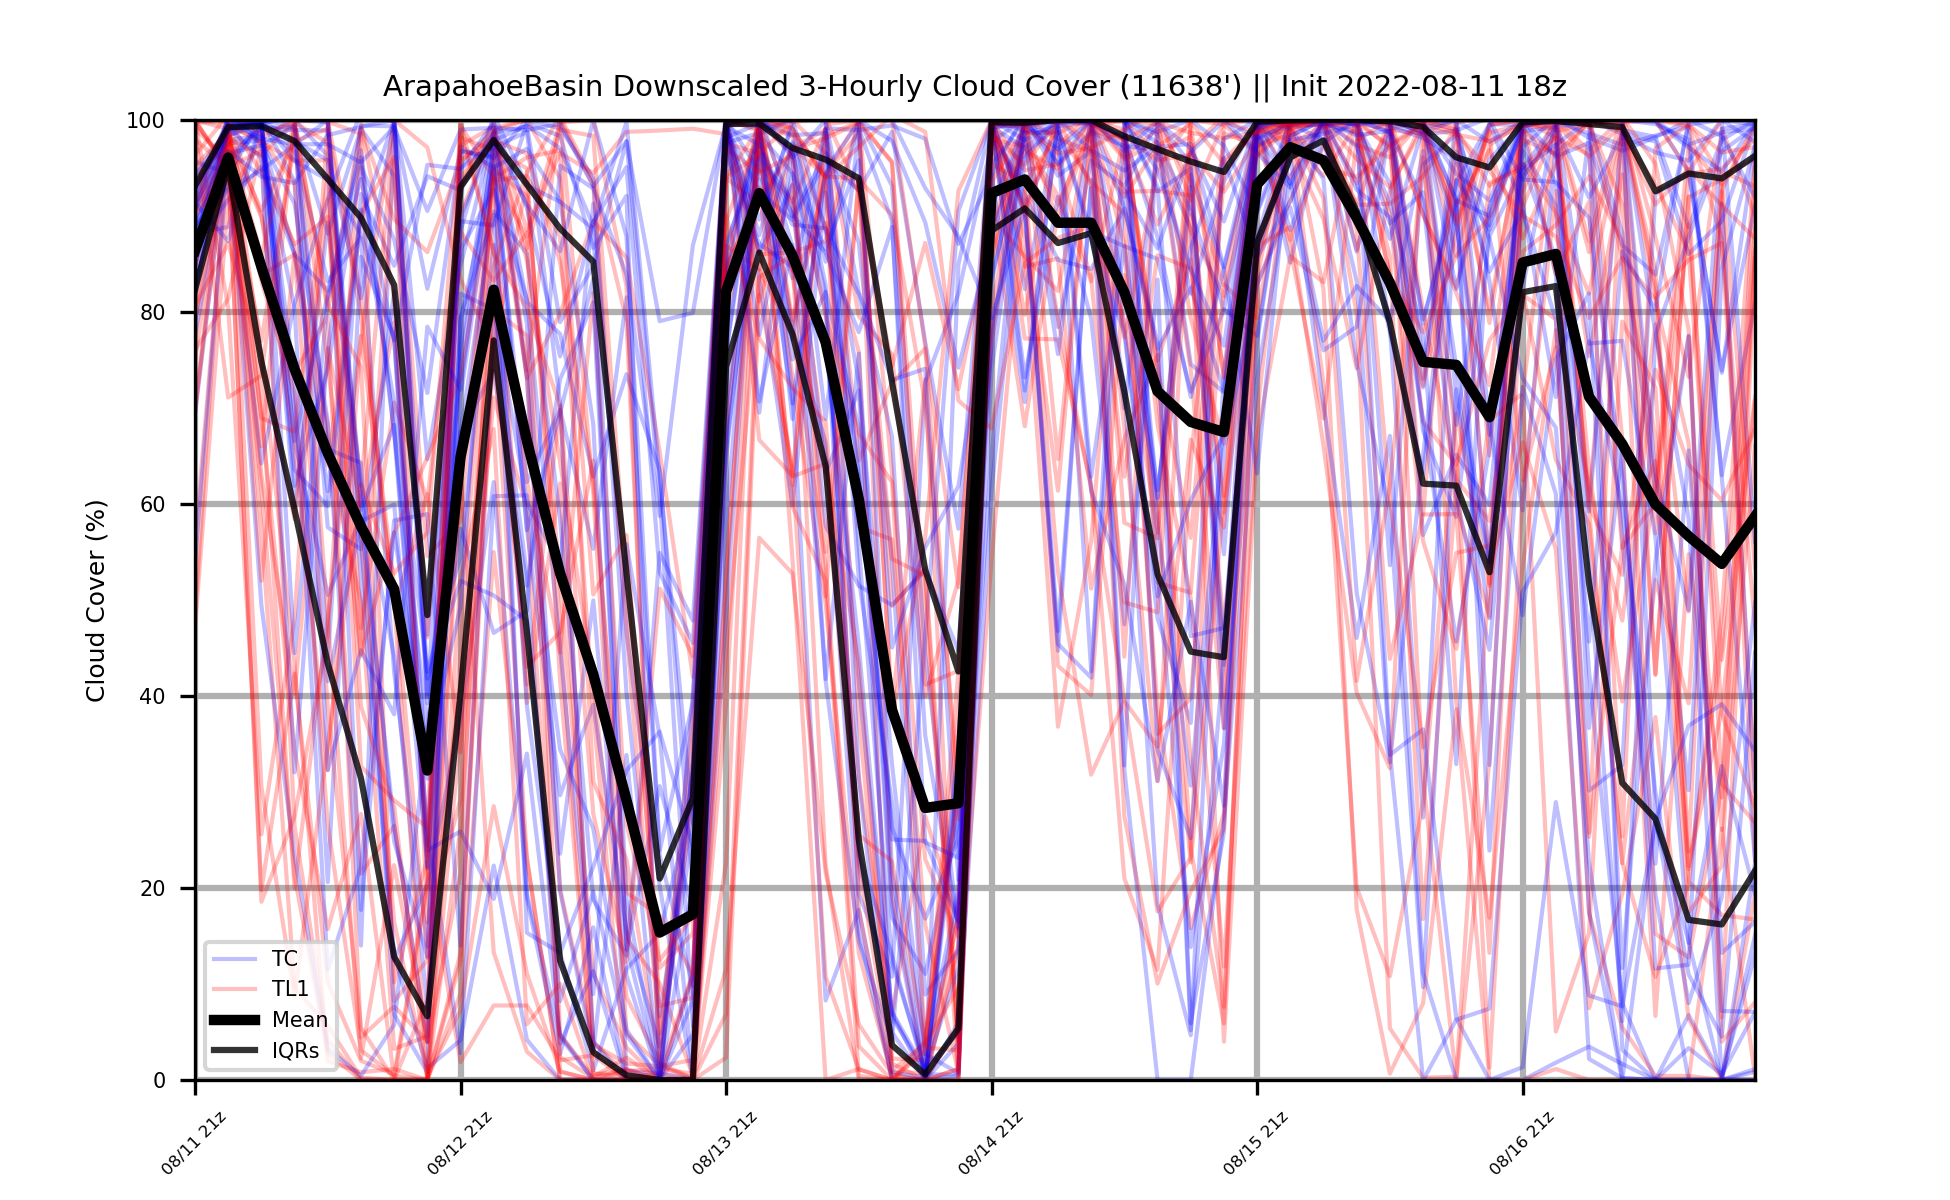 ArapahoeBasin Downscaled 3-Hourly Cloud Cover (11638') || Init 2022-08-11 18z
Cloud Cover (%)
100
80
60
40
20
0
TC
TL1
Mean
IQRs
08/11 21z
08/12 21z
08/13 21z
08/14 21z
08/15 21z
08/16 21z